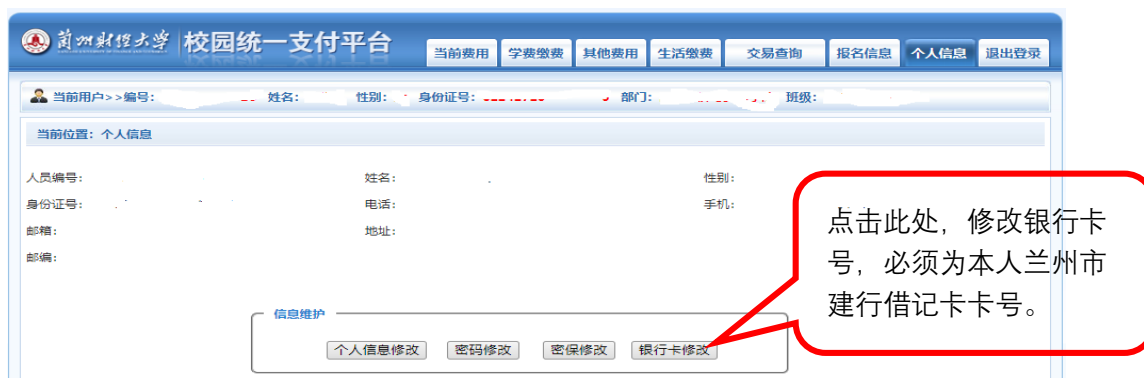 兰州财经大学 校园统一支付平台
当前费用 学费缴费 其他费用 生活缴费 交易查询 报名信息 个人信息 退出登录
当前用户>>编号: 姓名: 性别: 身份证号: 部门: 班级:
当前位置: 个人信息
人员编号: 姓名: 性别:
身份证号: 电话: 手机:
邮箱: 地址:
邮编:
点击此处，修改银行卡
号，必须为本人兰州市
建行借记卡卡号。
信息维护
个人信息修改 密码修改 密保修改 银行卡修改